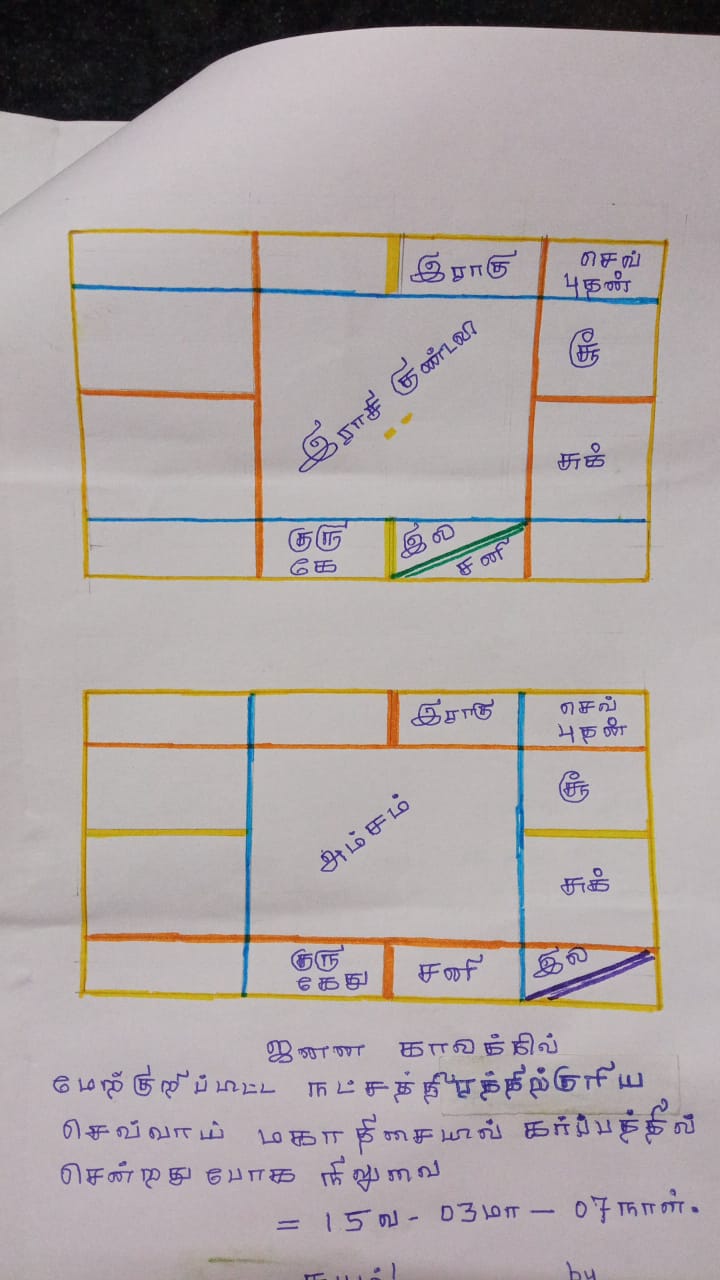 இராகு
செவ்
புதன்
சூ
இராசி குண்டலி
சுக்
குரு
கே
இல
சனி
இராகு
செவ்
புதன்
சூ
அம்சம்
சுக்
குரு
கேது
சனி
இல
ஜனன காலத்தில்
மேற்குறிப்பிட்ட நட்சத்திரத்திற்குரிய
செவ்வாய் மகாதிசையில் கர்ப்பத்தில்
சென்றது போக நிலுவை
= 15வ - 03மா - 07நாள்.
by